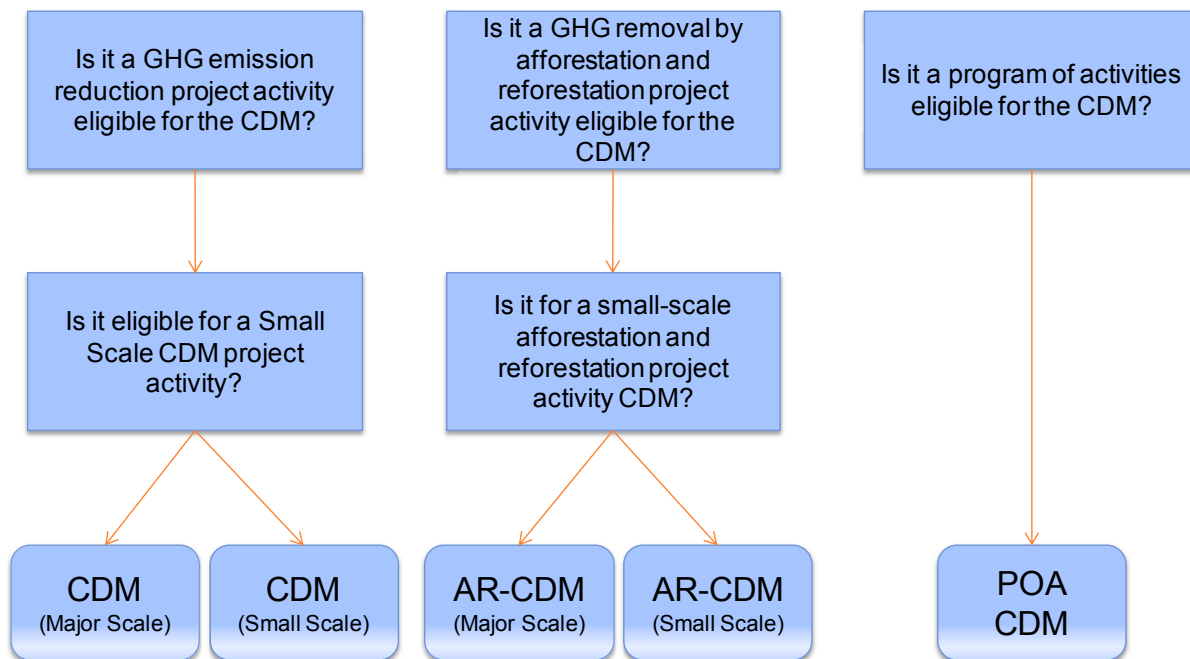 Is it a GHG emission
reduction project activity
eligible for the CDM?
Is it a GHG removal by
afforestation and
reforestation project
activity eligible for the
CDM?
Is it a program of activities
eligible for the CDM?
Is it eligible for a Small
Scale CDM project
activity?
Is it for a small-scale
afforestation and
reforestation project
activity CDM?
CDM
(Major Scale)
CDM
(Small Scale)
AR-CDM
(Major Scale)
AR-CDM
(Small Scale)
POA
CDM